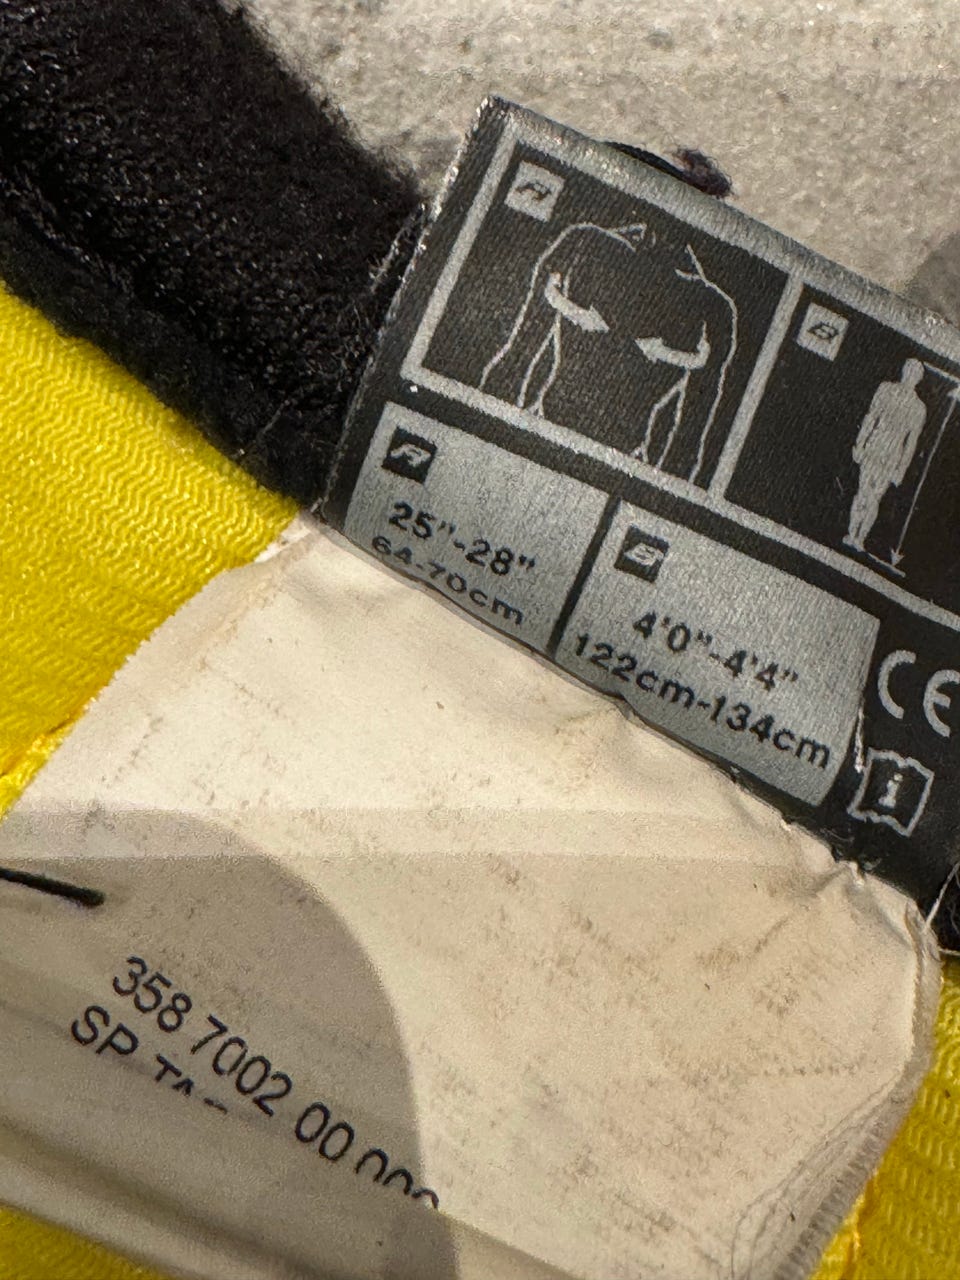 A
B
A
25"-28"
64-70cm
B
4'0"-4'4"
122cm-134cm
CE
i
358 7002 00
SP